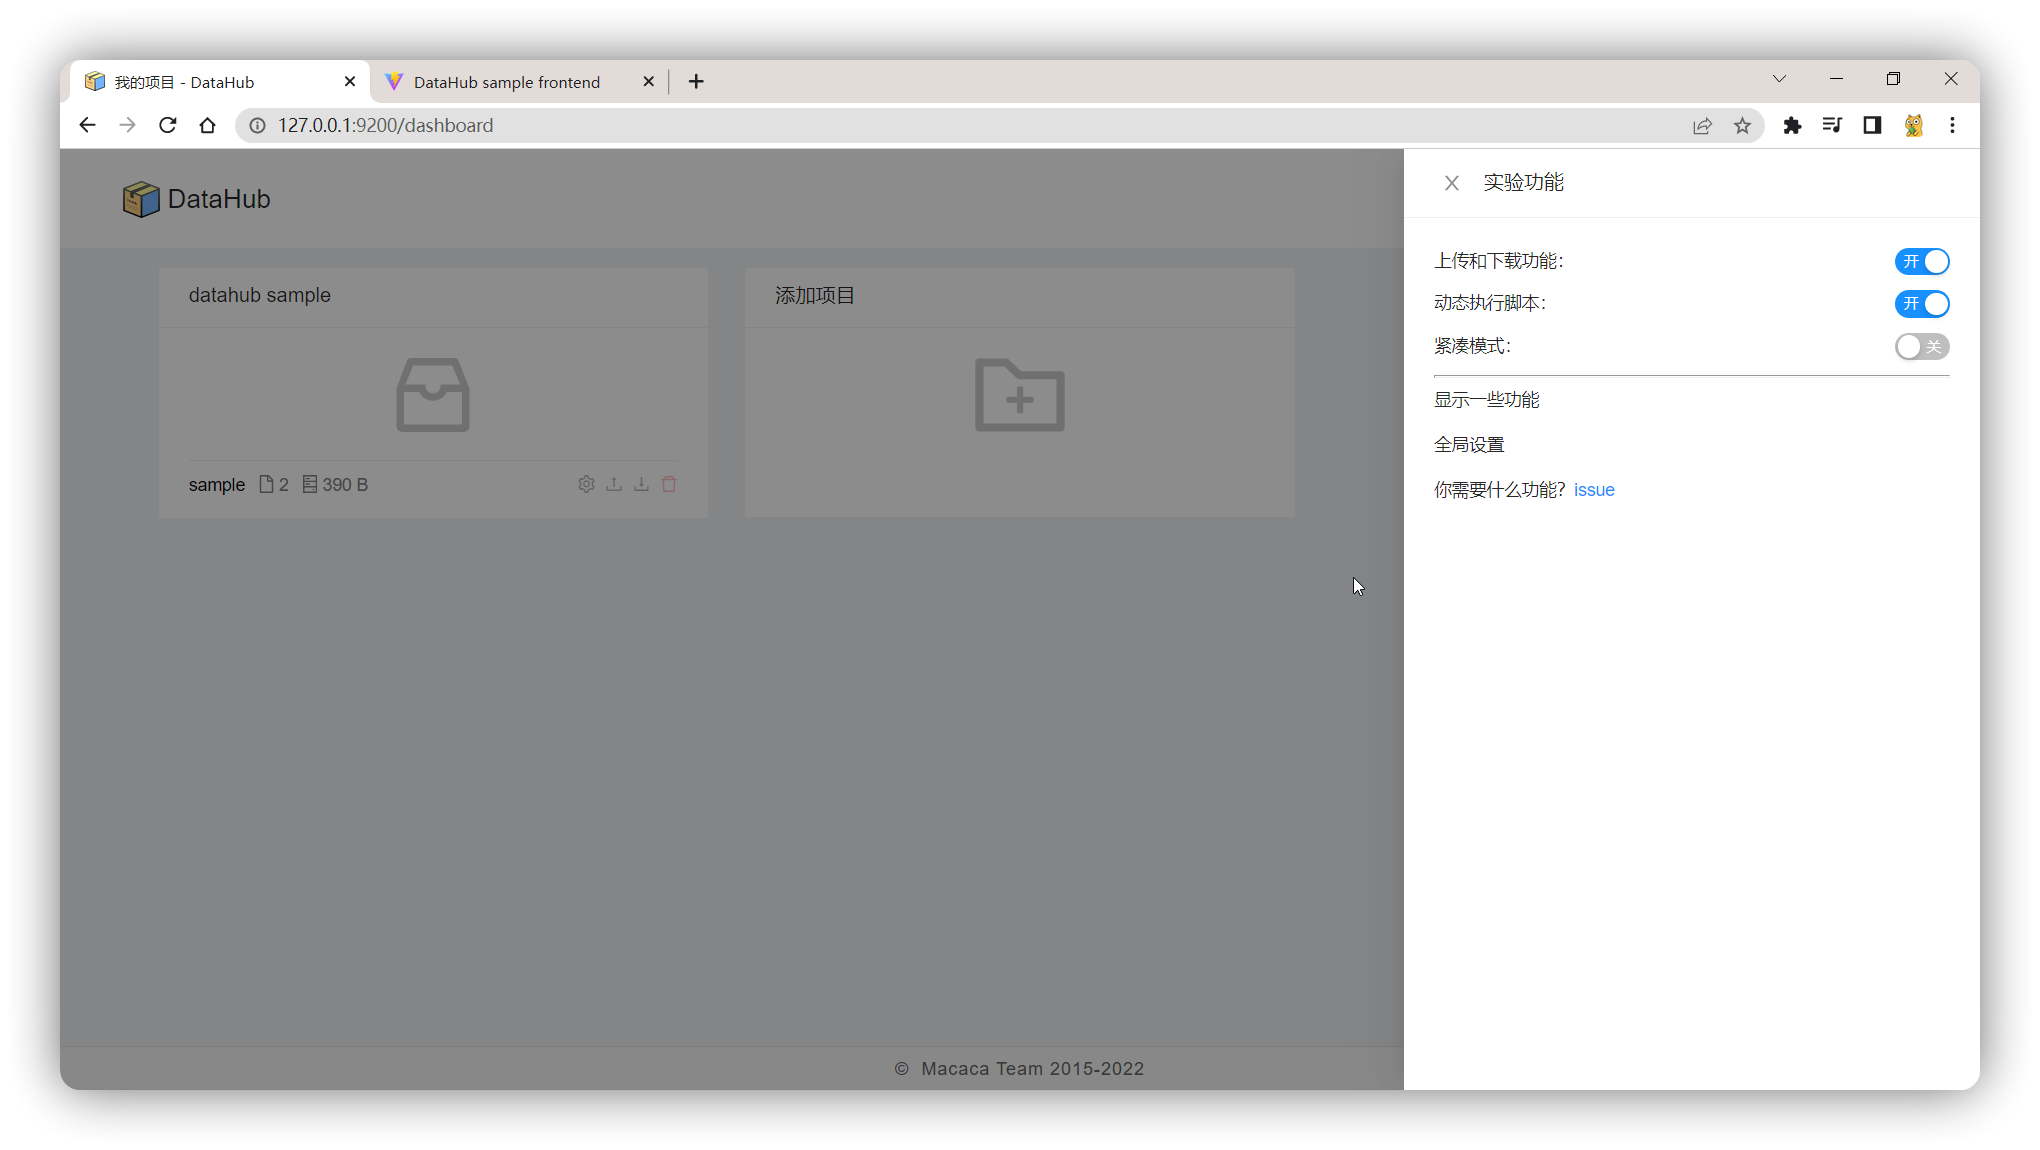 我的项目 - DataHub
DataHub sample frontend
127.0.0.1:9200/dashboard
DataHub
datahub sample
sample 2 390 B
添加项目
© Macaca Team 2015-2022
实验功能
上传和下载功能：
开
动态执行脚本：
开
紧凑模式：
关
显示一些功能
全局设置
你需要什么功能? issue